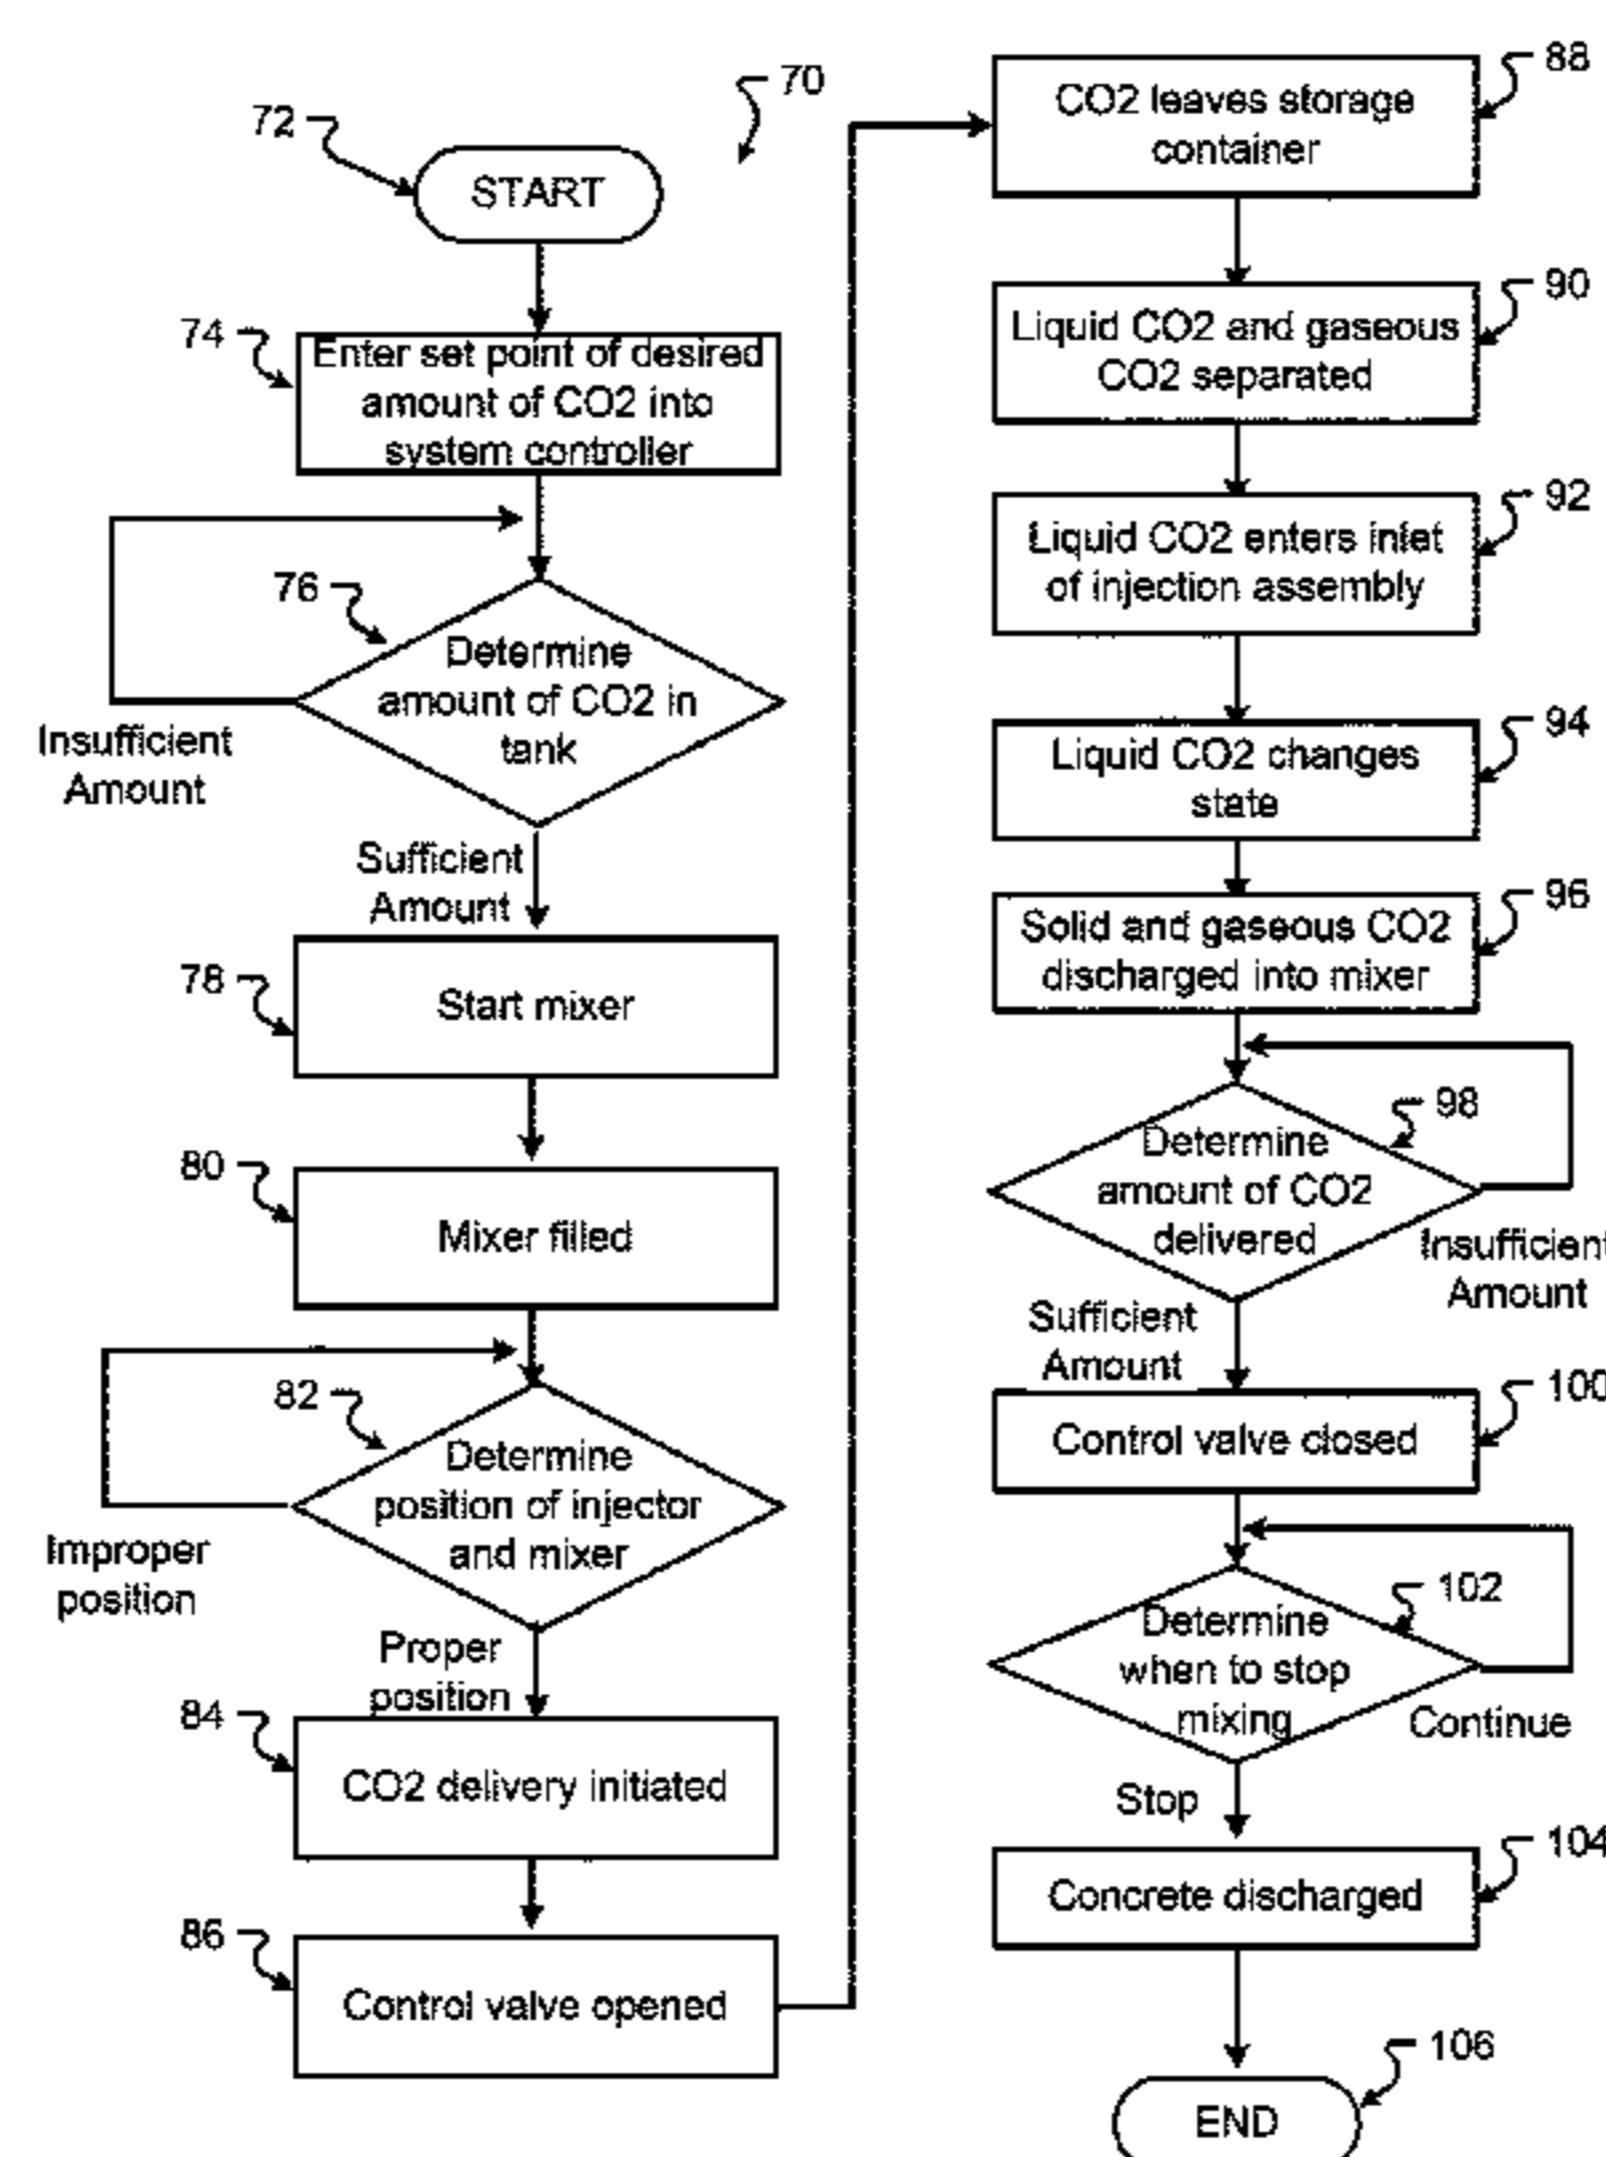 70
72
START
74
Enter set point of desired
amount of CO2 into
system controller
76
Determine
amount of CO2 in
tank
Insufficient
Amount
Sufficient
Amount
78
Start mixer
80
Mixer filled
82
Determine
position of injector
and mixer
Improper
position
Proper
position
84
CO2 delivery initiated
86
Control valve opened
88
CO2 leaves storage
container
90
Liquid CO2 and gaseous
CO2 separated
92
Liquid CO2 enters inlet
of injection assembly
94
Liquid CO2 changes
state
96
Solid and gaseous CO2
discharged into mixer
98
Determine
amount of CO2
delivered
Insufficient
Amount
Sufficient
Amount
100
Control valve closed
102
Determine
when to stop
mixing
Continue
Stop
104
Concrete discharged
106
END